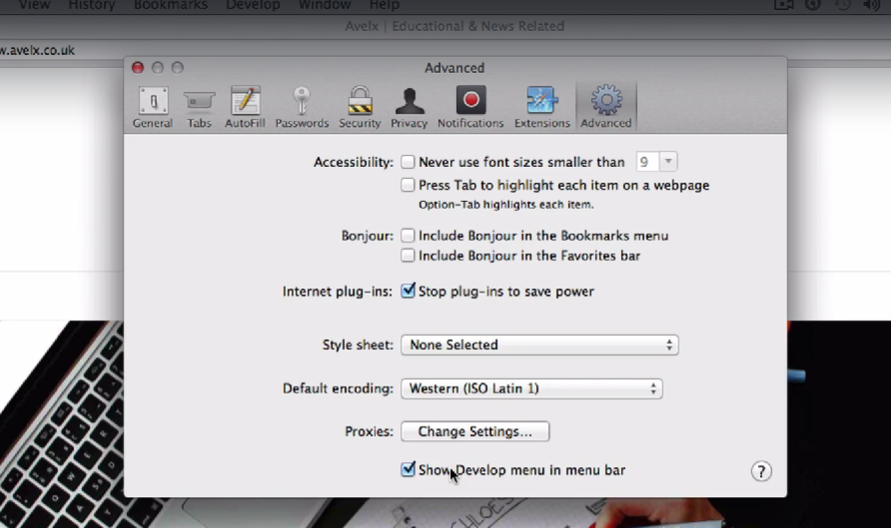 View History Bookmarks Develop Window Help
Avelx | Educational & News Related
w.avelx.co.uk
Advanced
General Tabs AutoFill Passwords Security Privacy Notifications Extensions Advanced
Accessibility: Never use font sizes smaller than 9
Press Tab to highlight each item on a webpage
Option-Tab highlights each item.
Bonjour: Include Bonjour in the Bookmarks menu
Include Bonjour in the Favorites bar
Internet plug-ins: Stop plug-ins to save power
Style sheet: None Selected
Default encoding: Western (ISO Latin 1)
Proxies: Change Settings...
Show Develop menu in menu bar ?
CHLOES